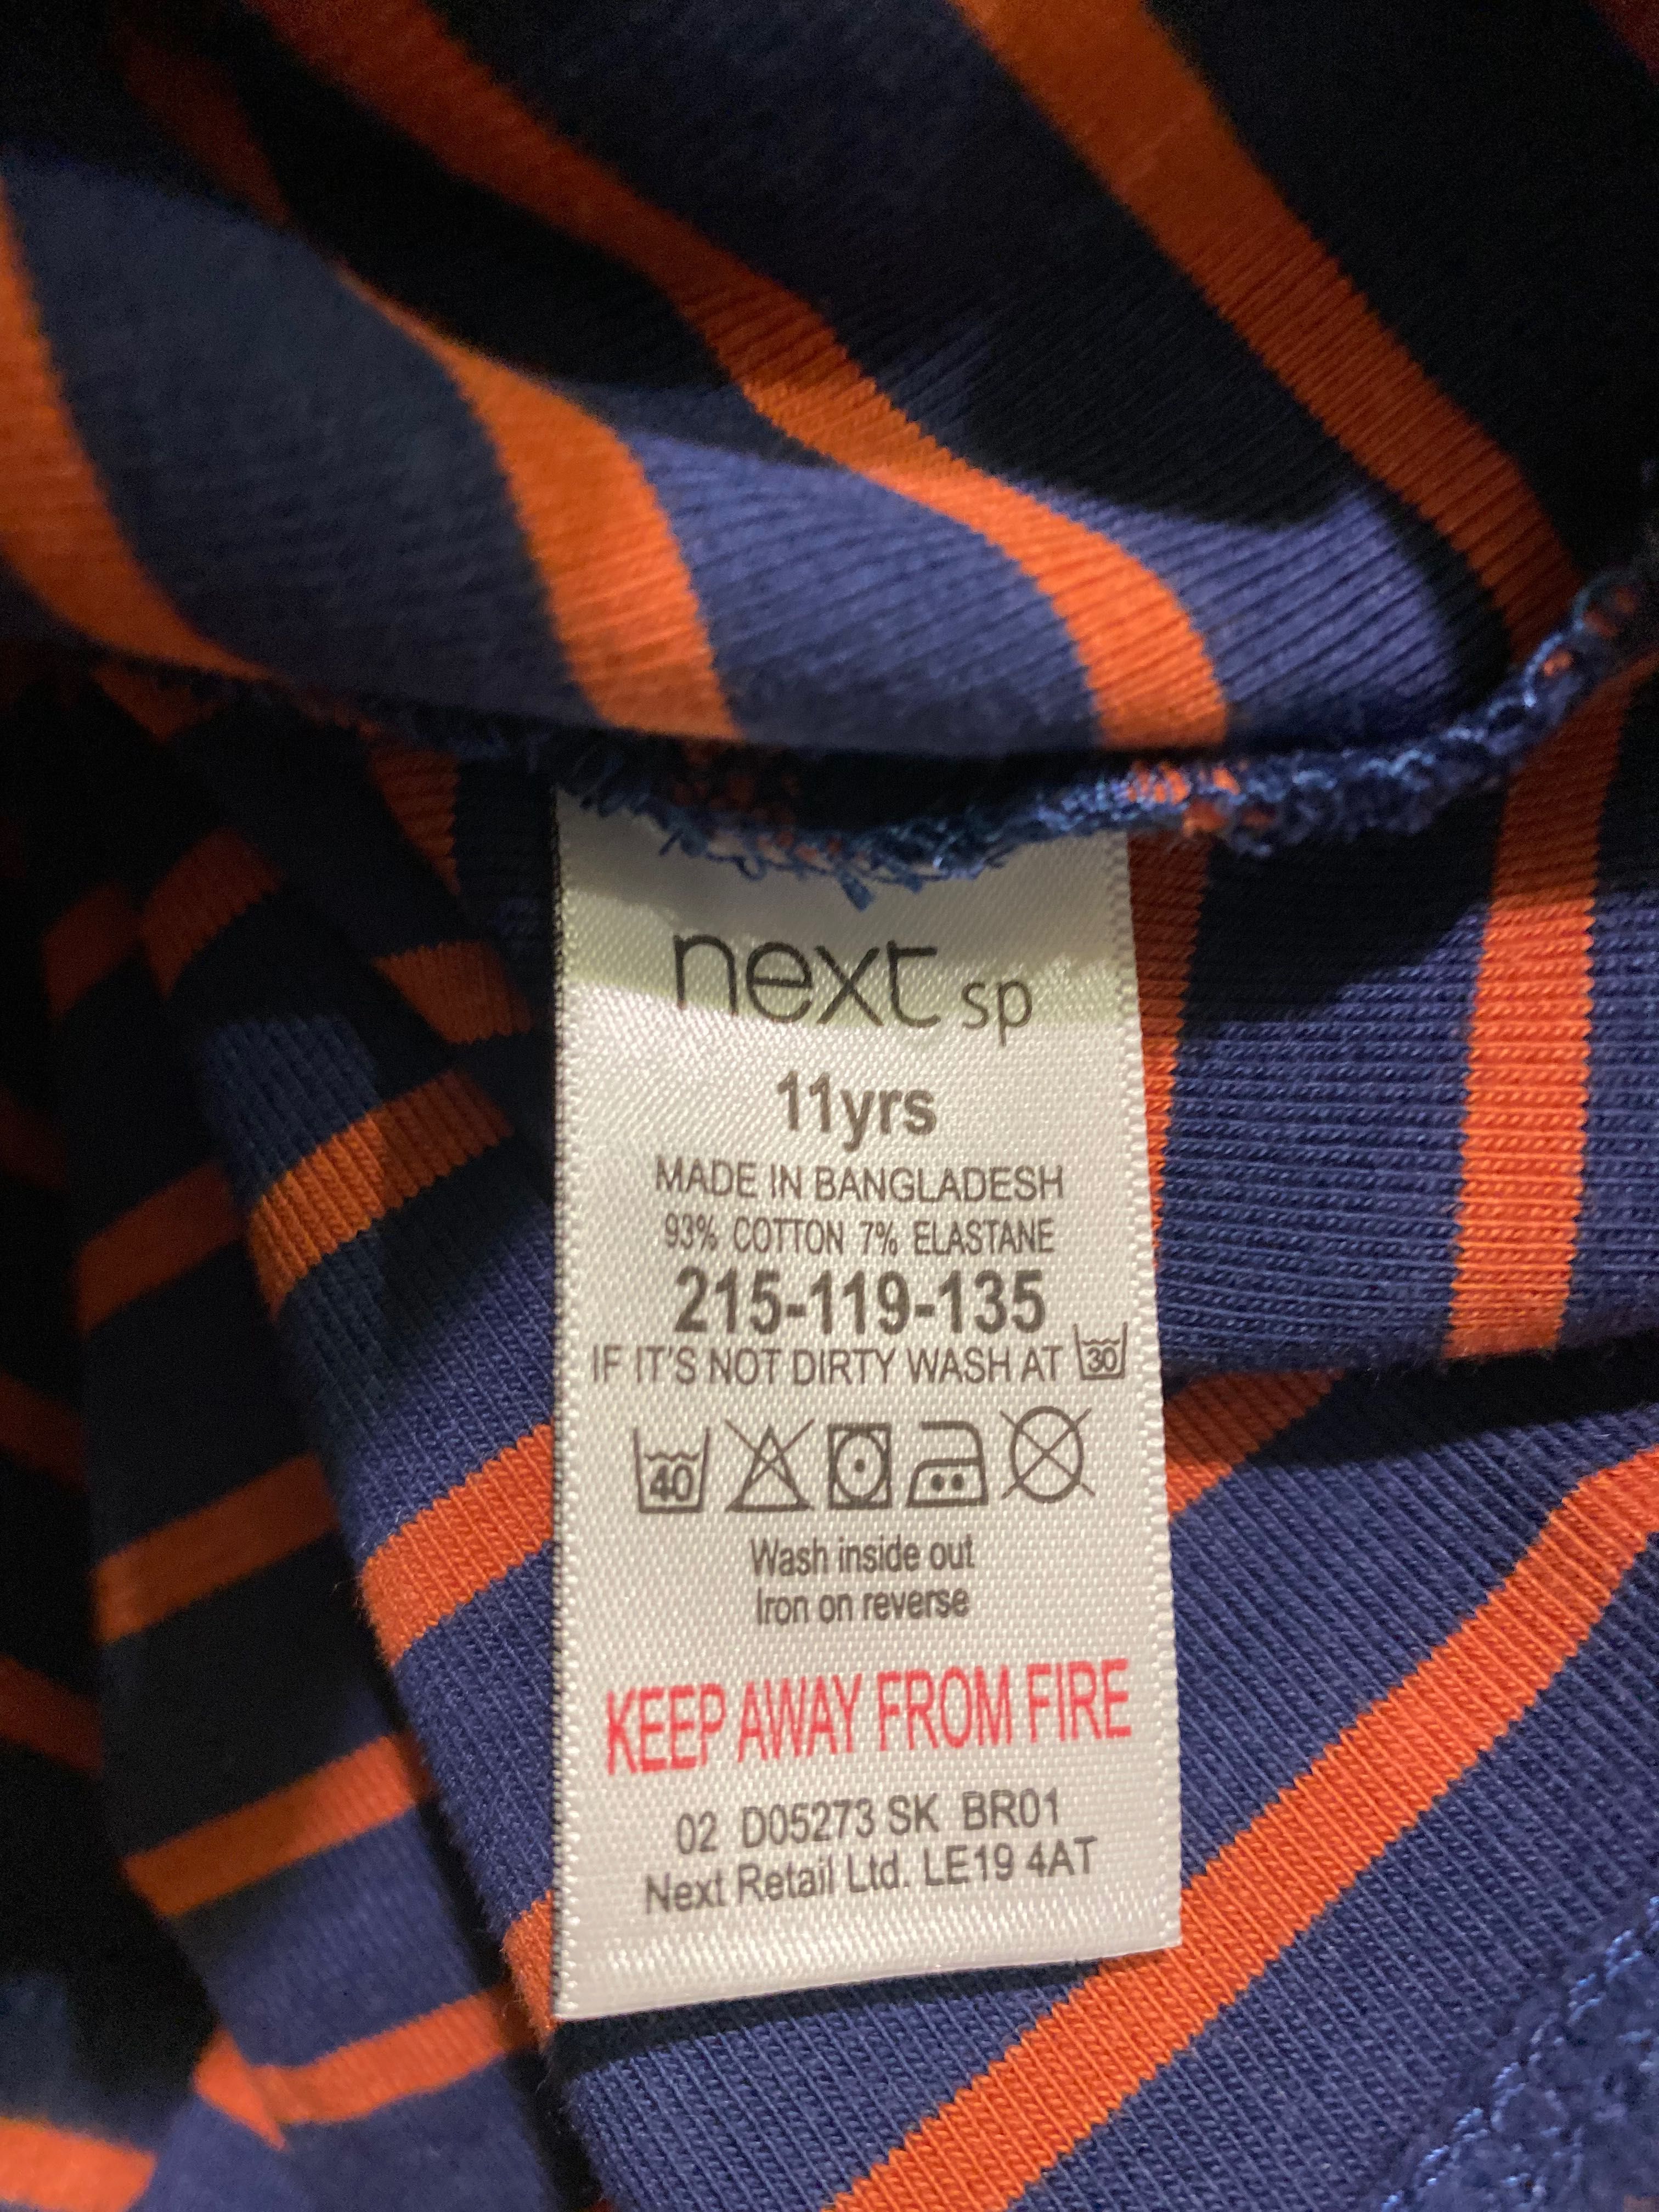 next sp
11yrs
MADE IN BANGLADESH
93% COTTON 7% ELASTANE
215-119-135
IF IT'S NOT DIRTY WASH AT 30
40
Wash inside out
Iron on reverse
KEEP AWAY FROM FIRE
02 D05273 SK BR01
Next Retail Ltd. LE19 4AT